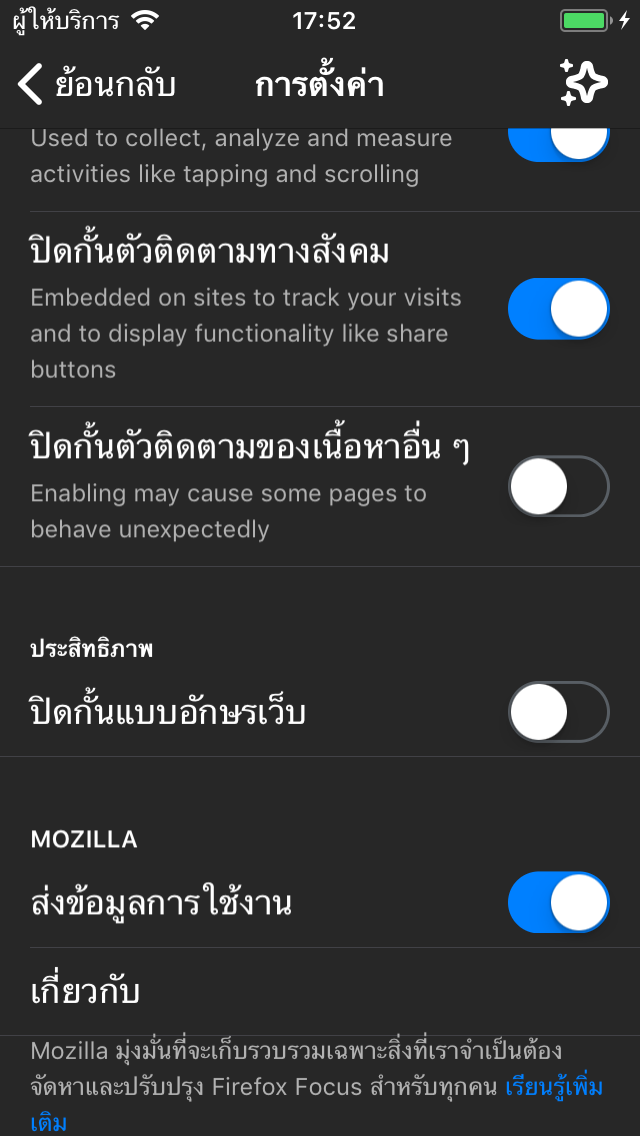 ผู้ให้บริการ 17:52
ย้อนกลับ การตั้งค่า
Used to collect, analyze and measure
activities like tapping and scrolling
ปิดกั้นตัวติดตามทางสังคม
Embedded on sites to track your visits
and to display functionality like share
buttons
ปิดกั้นตัวติดตามของเนื้อหาอื่น ๆ
Enabling may cause some pages to
behave unexpectedly
ประสิทธิภาพ
ปิดกั้นแบบอักษรเว็บ
MOZILLA
ส่งข้อมูลการใช้งาน
เกี่ยวกับ
Mozilla มุ่งมั่นที่จะเก็บรวบรวมเฉพาะสิ่งที่เราจำเป็นต้อง
จัดหาและปรับปรุง Firefox Focus สำหรับทุกคน เรียนรู้เพิ่ม
เติม